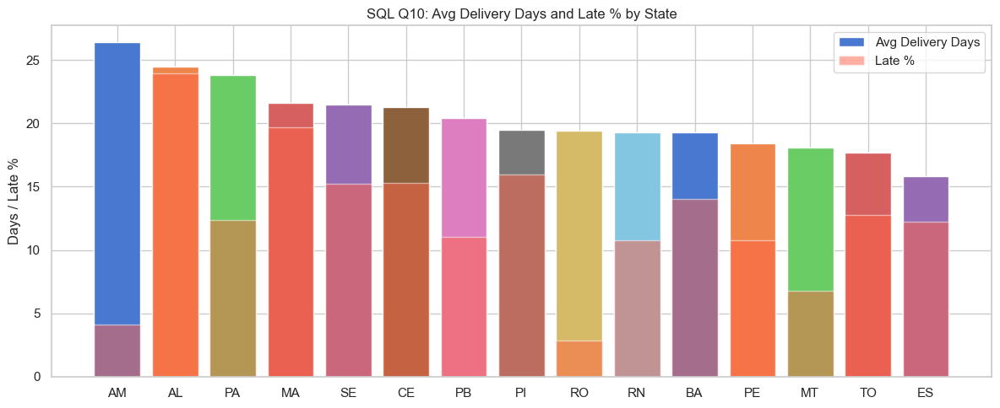 SQL Q10: Avg Delivery Days and Late % by State
Avg Delivery Days
Late %
Days / Late %
25
20
15
10
5
0
AM AL PA MA SE CE PB PI RO RN BA PE MT TO ES